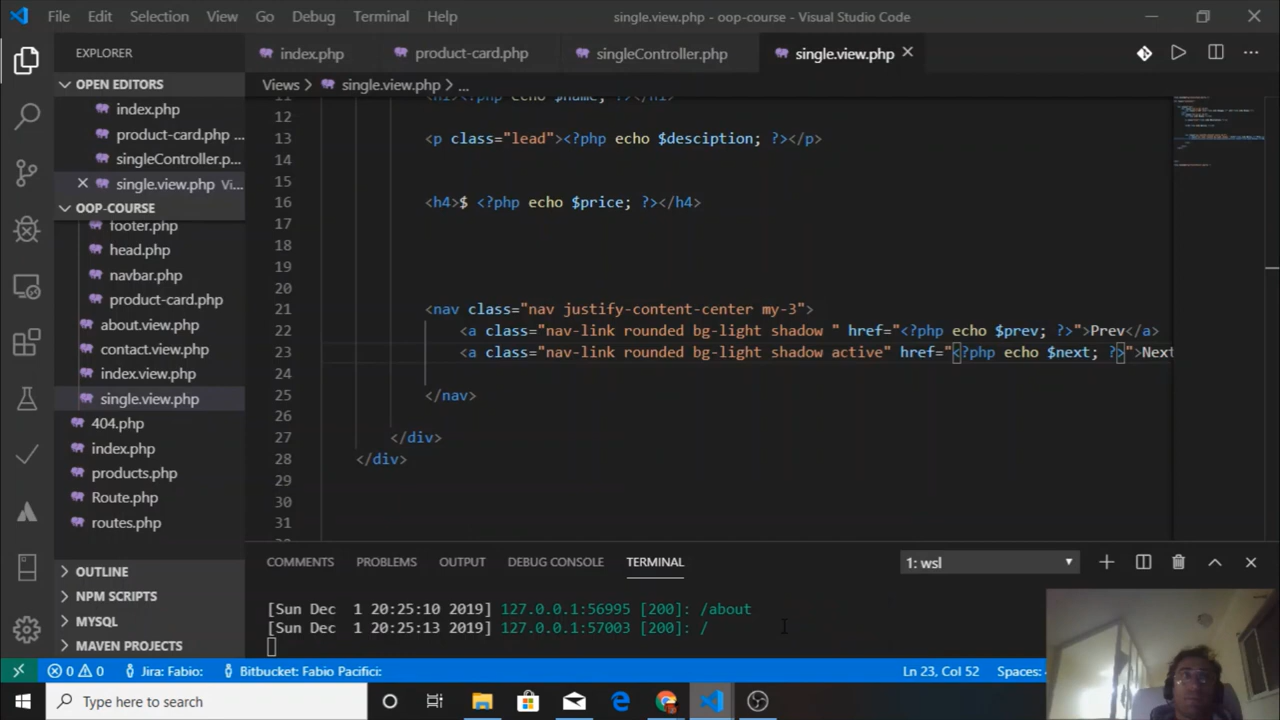 File Edit Selection View Go Debug Terminal Help single.view.php - oop-course - Visual Studio Code
EXPLORER
index.php product-card.php singleController.php single.view.php
OPEN EDITORS
index.php
product-card.php ...
singleController.p...
single.view.php Vi...
OOP-COURSE
footer.php
head.php
navbar.php
product-card.php
about.view.php
contact.view.php
index.view.php
single.view.php
404.php
index.php
products.php
Route.php
routes.php
OUTLINE
NPM SCRIPTS
MYSQL
MAVEN PROJECTS
Views > single.view.php > ...
11 <h1><?php echo $name; ?></h1>
12
13 <p class="lead"><?php echo $desciption; ?></p>
14
15
16 <h4>$ <?php echo $price; ?></h4>
17
18
19
20
21 <nav class="nav justify-content-center my-3">
22 <a class="nav-link rounded bg-light shadow " href="<?php echo $prev; ?>">Prev</a>
23 <a class="nav-link rounded bg-light shadow active" href="<?php echo $next; ?>">Next
24
25 </nav>
26
27 </div>
28 </div>
29
30
31
COMMENTS PROBLEMS OUTPUT DEBUG CONSOLE TERMINAL 1: wsl
[Sun Dec 1 20:25:10 2019] 127.0.0.1:56995 [200]: /about
[Sun Dec 1 20:25:13 2019] 127.0.0.1:57003 [200]: /
0 0 Jira: Fabio: Bitbucket: Fabio Pacifici: Ln 23, Col 52 Spaces:
Type here to search